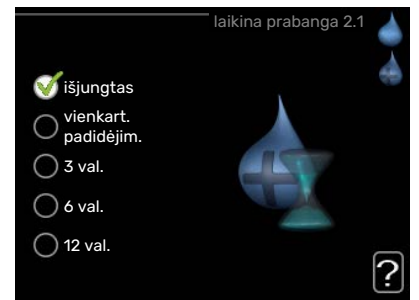 laikina prabanga 2.1
išjungtas
vienkart.
padidėjim.
3 val.
6 val.
12 val.
?